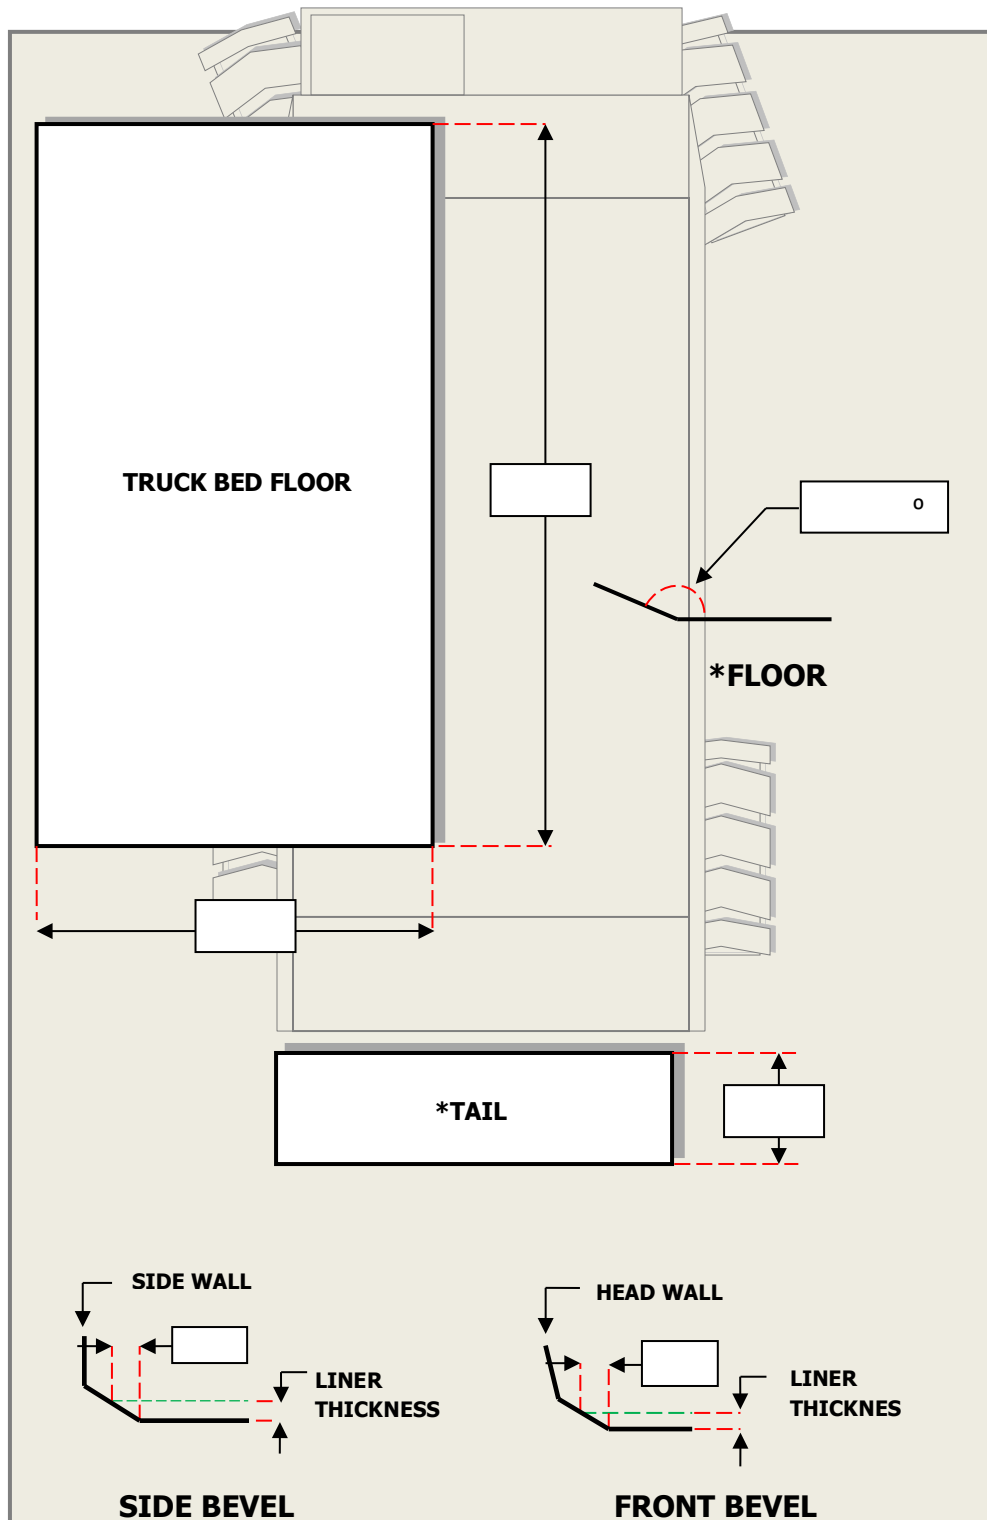 TRUCK BED FLOOR
o
*FLOOR
*TAIL
SIDE WALL
HEAD WALL
LINER
THICKNESS
LINER
THICKNES
SIDE BEVEL
FRONT BEVEL